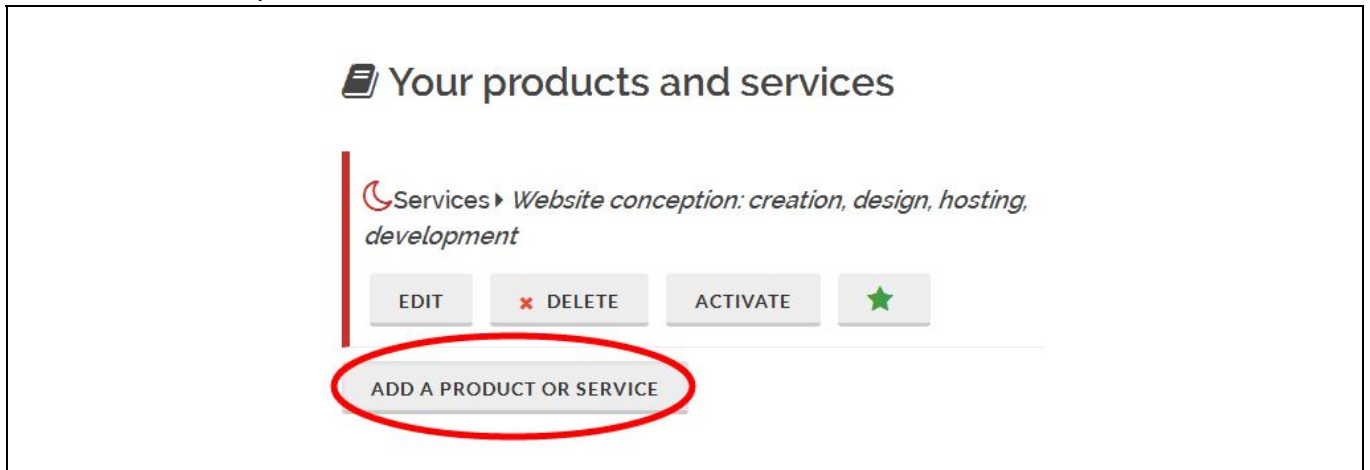 Your products and services
Services Website conception: creation, design, hosting,
development
EDIT
DELETE
ACTIVATE
ADD A PRODUCT OR SERVICE